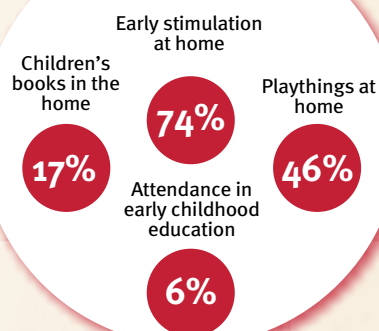 Early stimulation
at home
74%
Children's
books in the
home
17%
Playthings at
home
46%
Attendance in
early childhood
education
6%